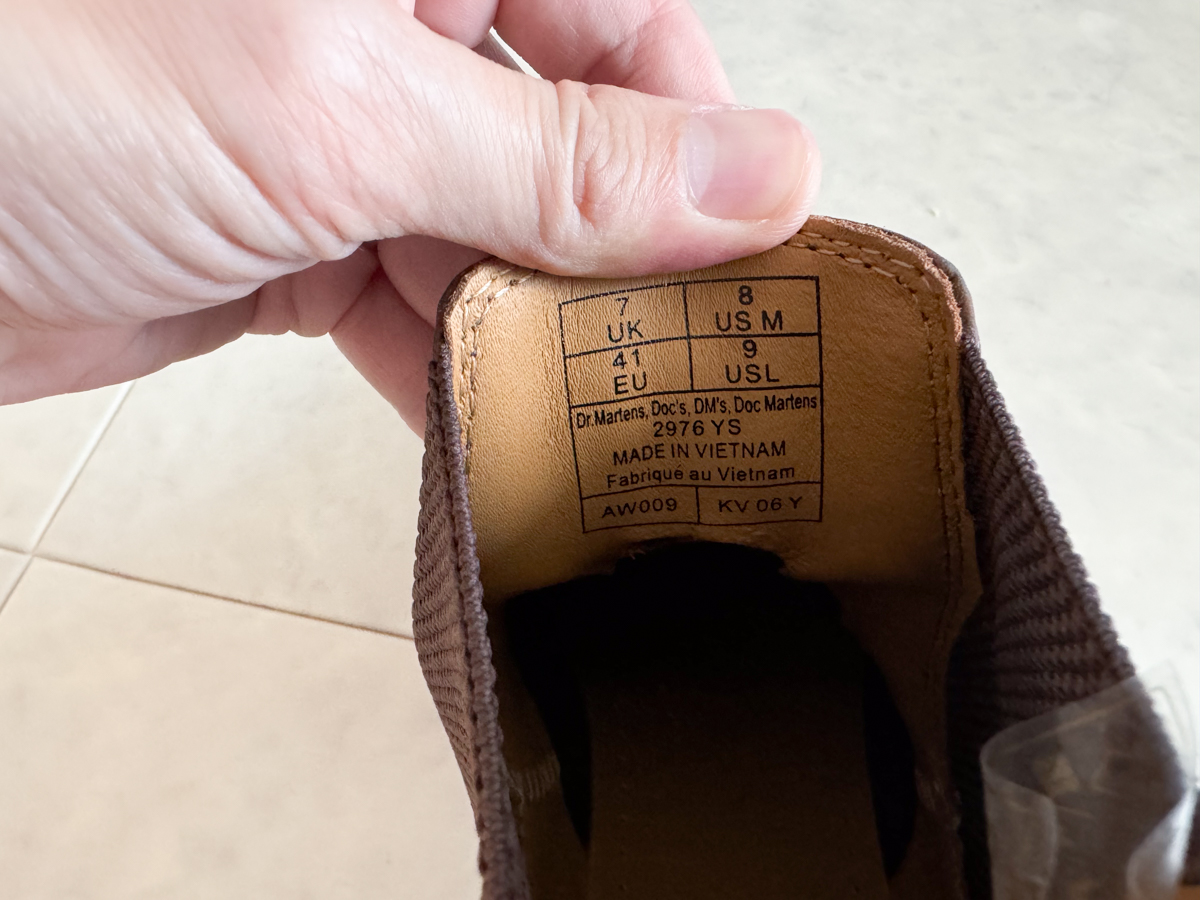 7 8
UK US M
41 9
EU USL
Dr.Martens, Doc's, DM's, Doc Martens
2976 YS
MADE IN VIETNAM
Fabriqué au Vietnam
AW009 KV 06 Y